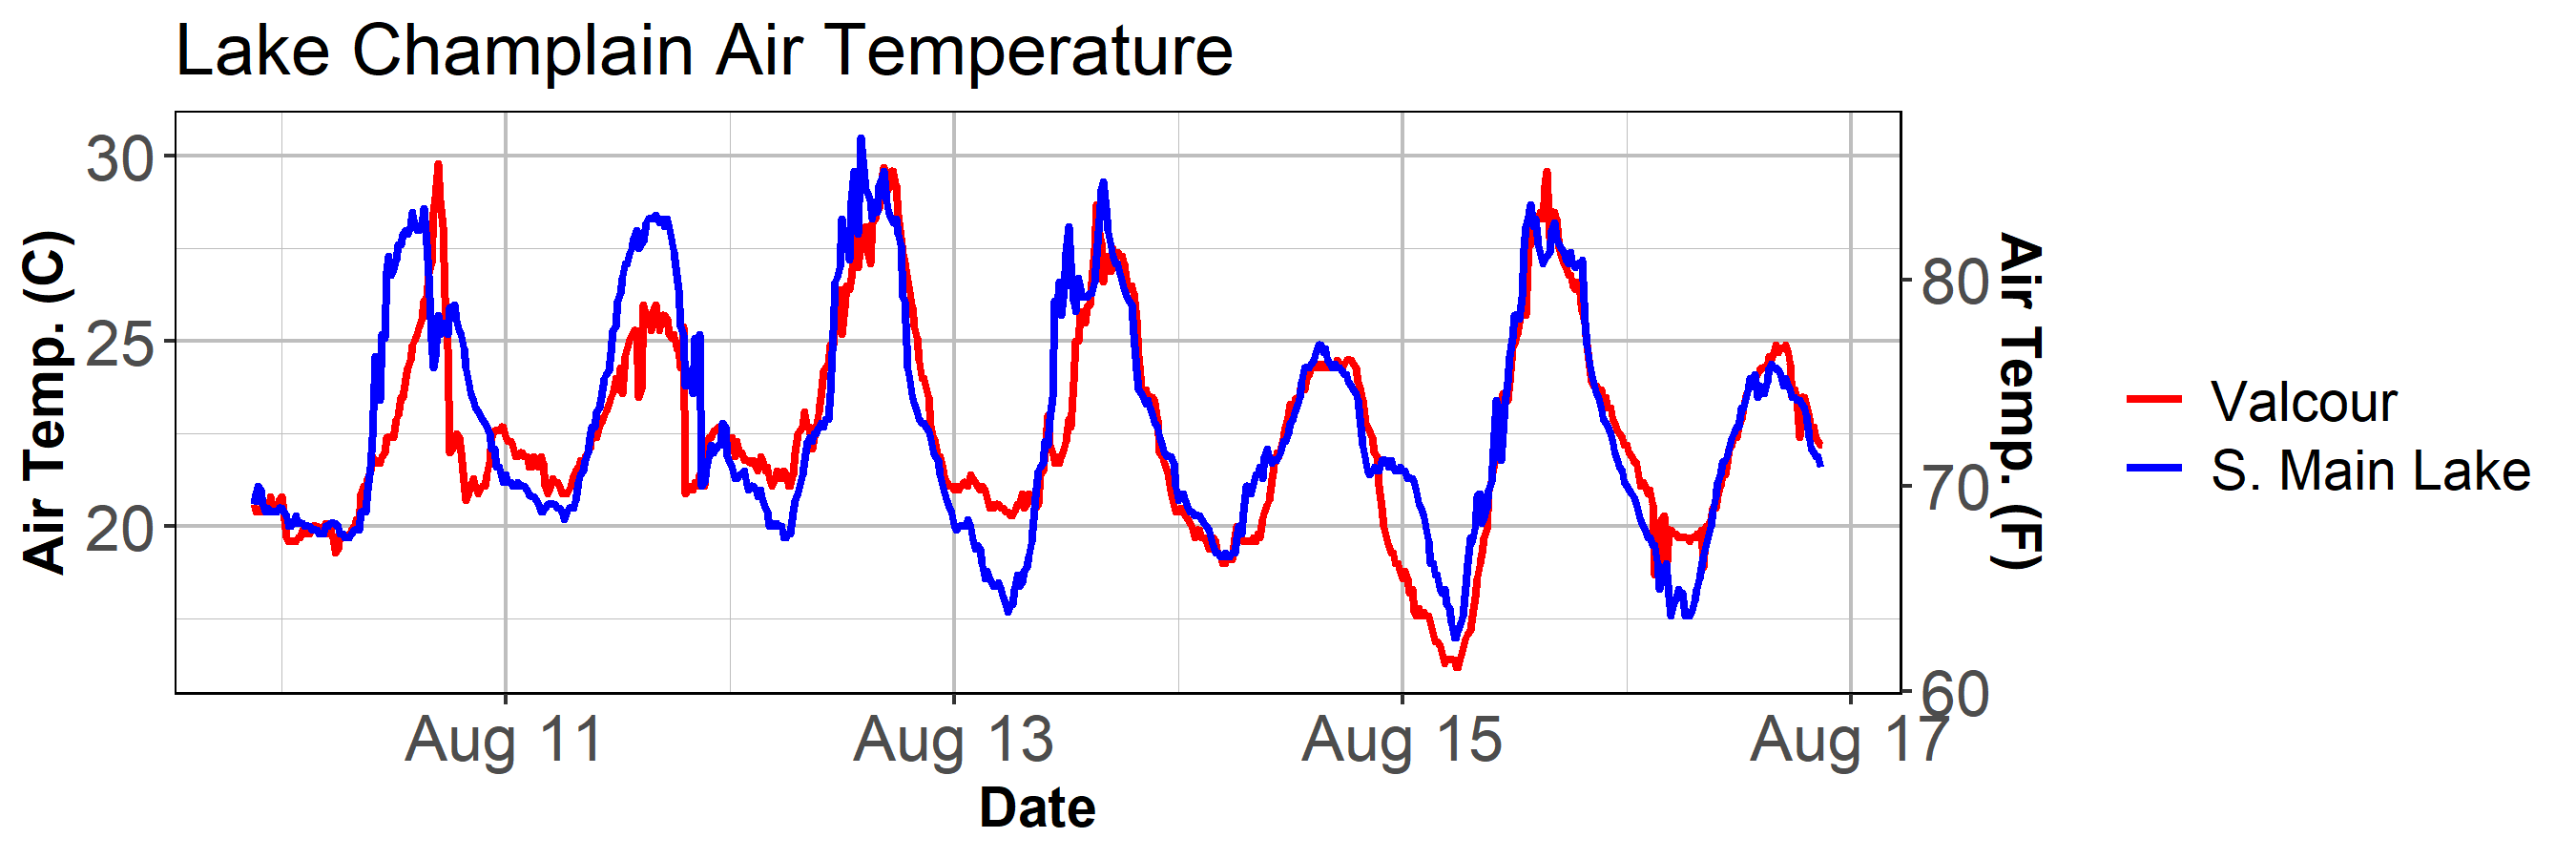 Lake Champlain Air Temperature
Air Temp. (C)
30
25
20
80
70
60
Air Temp. (F)
Aug 11
Aug 13
Aug 15
Aug 17
Date
Valcour
S. Main Lake